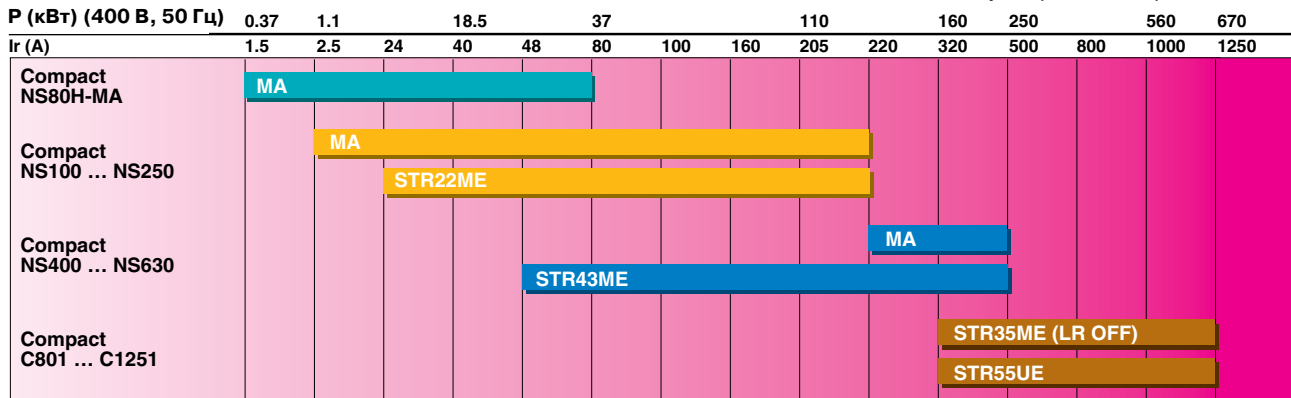 P (кВт) (400 В, 50 Гц) 0.37 1.1 18.5 37 110 160 250 560 670
Ir (A) 1.5 2.5 24 40 48 80 100 160 205 220 320 500 800 1000 1250
Compact
NS80H-MA
MA
Compact
NS100 ... NS250
MA
STR22ME
Compact
NS400 ... NS630
MA
STR43ME
Compact
C801 ... C1251
STR35ME (LR OFF)
STR55UE